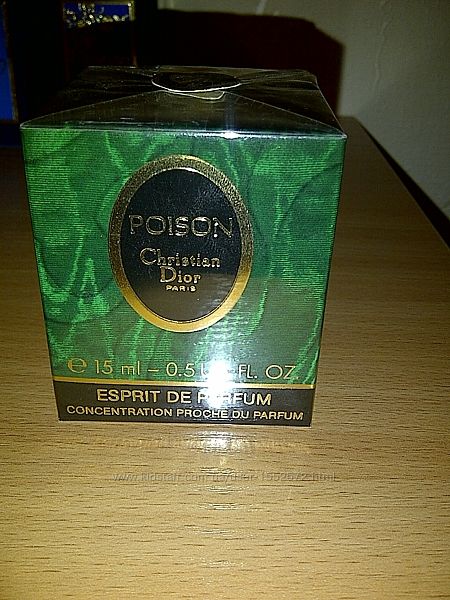 POISON
Christian
Dior
PARIS
e 15 ml – 0.5 FL. OZ
ESPRIT DE PARFUM
CONCENTRATION PROCHE DU PARFUM